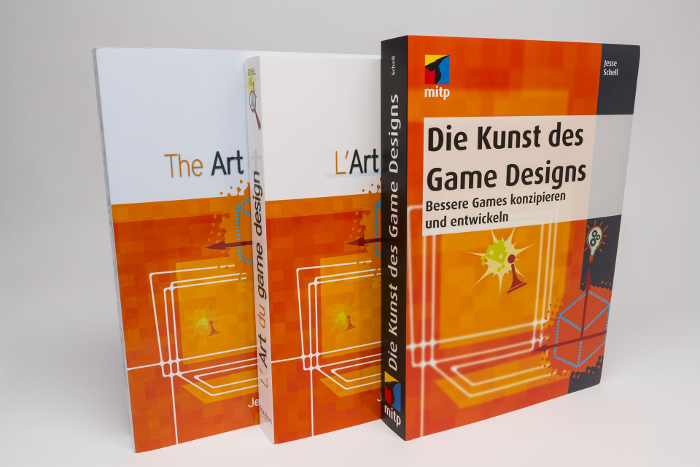 The Art
L'Art
L'Art du game design
mitp
Jesse
Schell
Die Kunst des
Game Designs
Bessere Games konzipieren
und entwickeln
Schell
Die Kunst des Game Designs
mitp